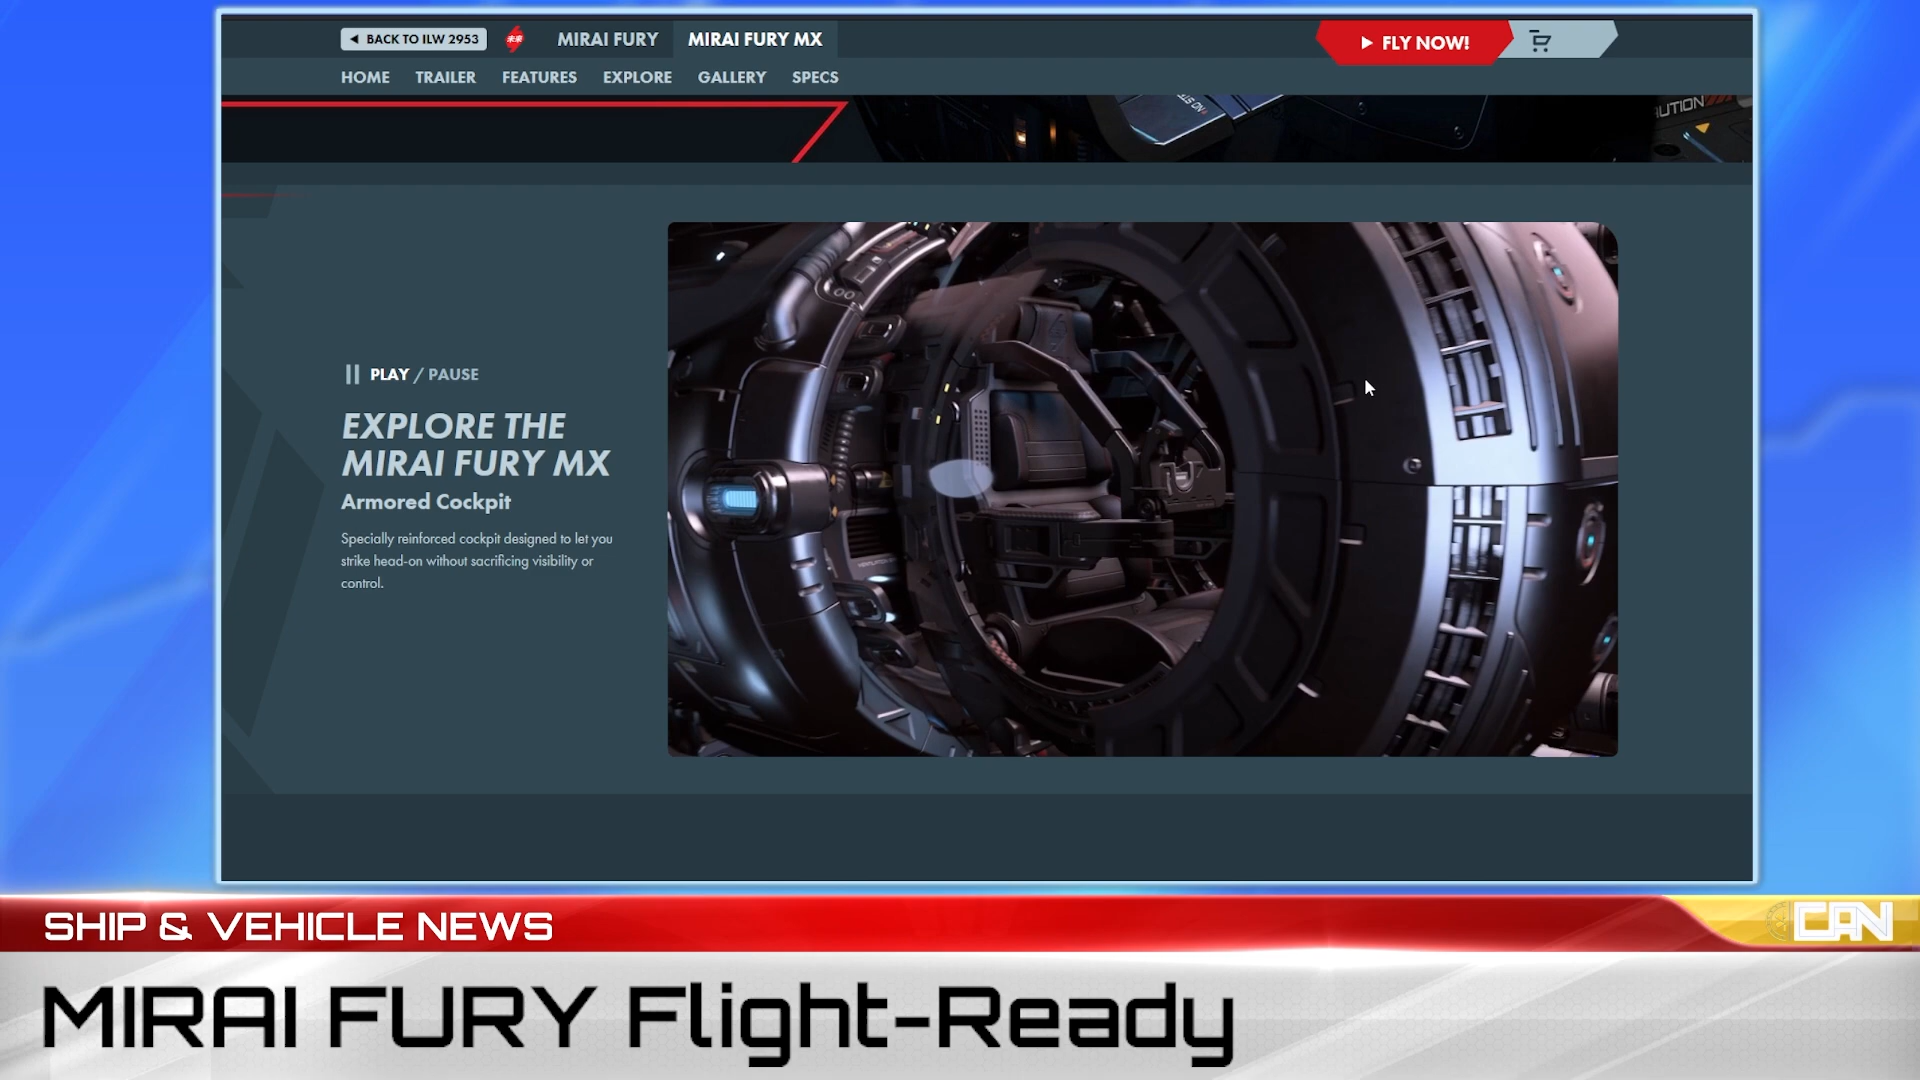 BACK TO ILW 2953
未来
MIRAI FURY
MIRAI FURY MX
FLY NOW!
HOME
TRAILER
FEATURES
EXPLORE
GALLERY
SPECS
PLAY / PAUSE
EXPLORE THE
MIRAI FURY MX
Armored Cockpit
Specially reinforced cockpit designed to let you
strike head-on without sacrificing visibility or
control.
SHIP & VEHICLE NEWS
CAN
MIRAI FURY Flight-Ready